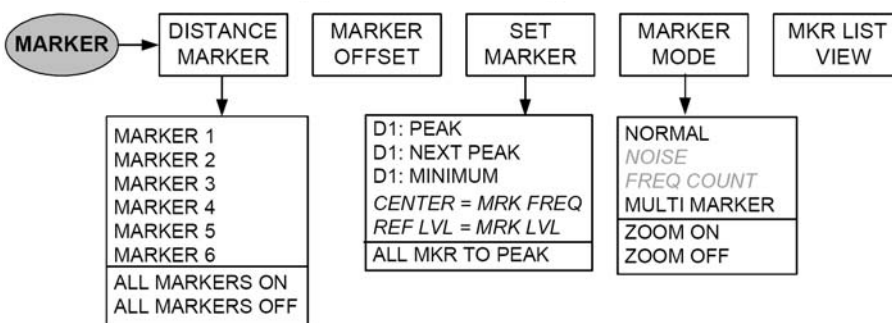 MARKER
DISTANCE
MARKER
MARKER
OFFSET
SET
MARKER
MARKER
MODE
MKR LIST
VIEW
MARKER 1
MARKER 2
MARKER 3
MARKER 4
MARKER 5
MARKER 6
ALL MARKERS ON
ALL MARKERS OFF
D1: PEAK
D1: NEXT PEAK
D1: MINIMUM
CENTER = MRK FREQ
REF LVL = MRK LVL
ALL MKR TO PEAK
NORMAL
NOISE
FREQ COUNT
MULTI MARKER
ZOOM ON
ZOOM OFF